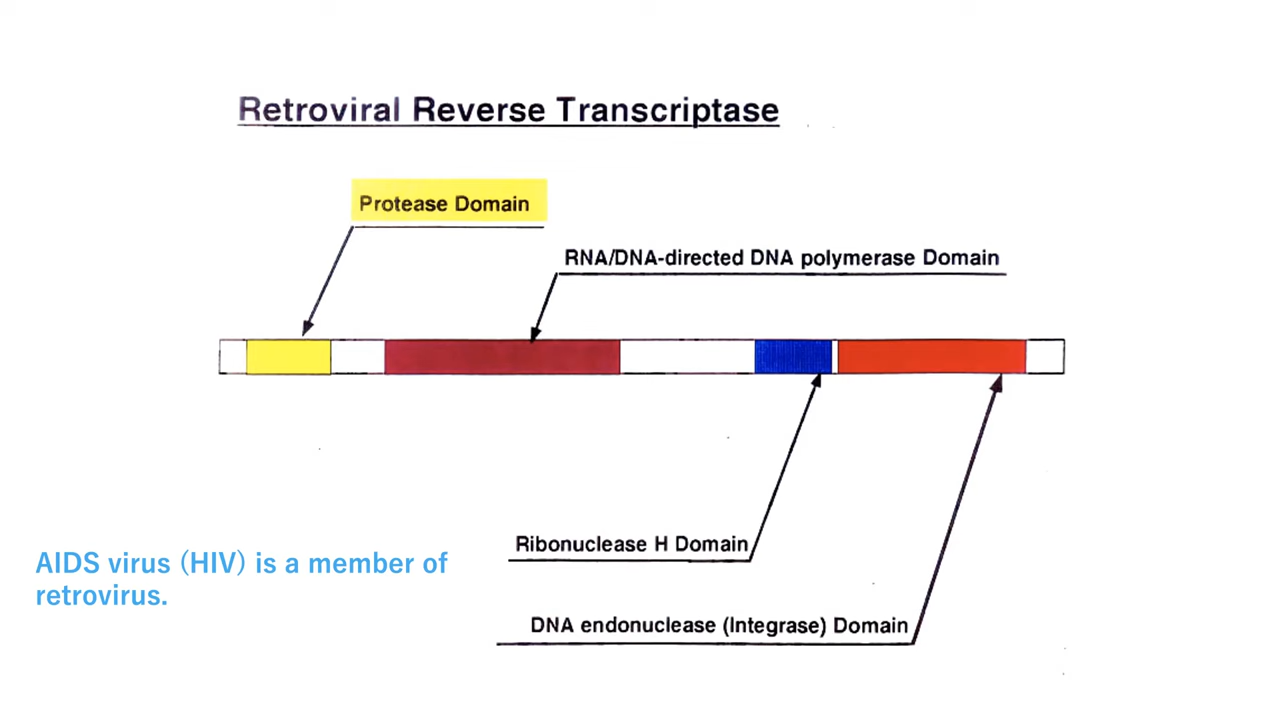 Retroviral Reverse Transcriptase
Protease Domain
RNA/DNA-directed DNA polymerase Domain
Ribonuclease H Domain
AIDS virus (HIV) is a member of
retrovirus.
DNA endonuclease (Integrase) Domain